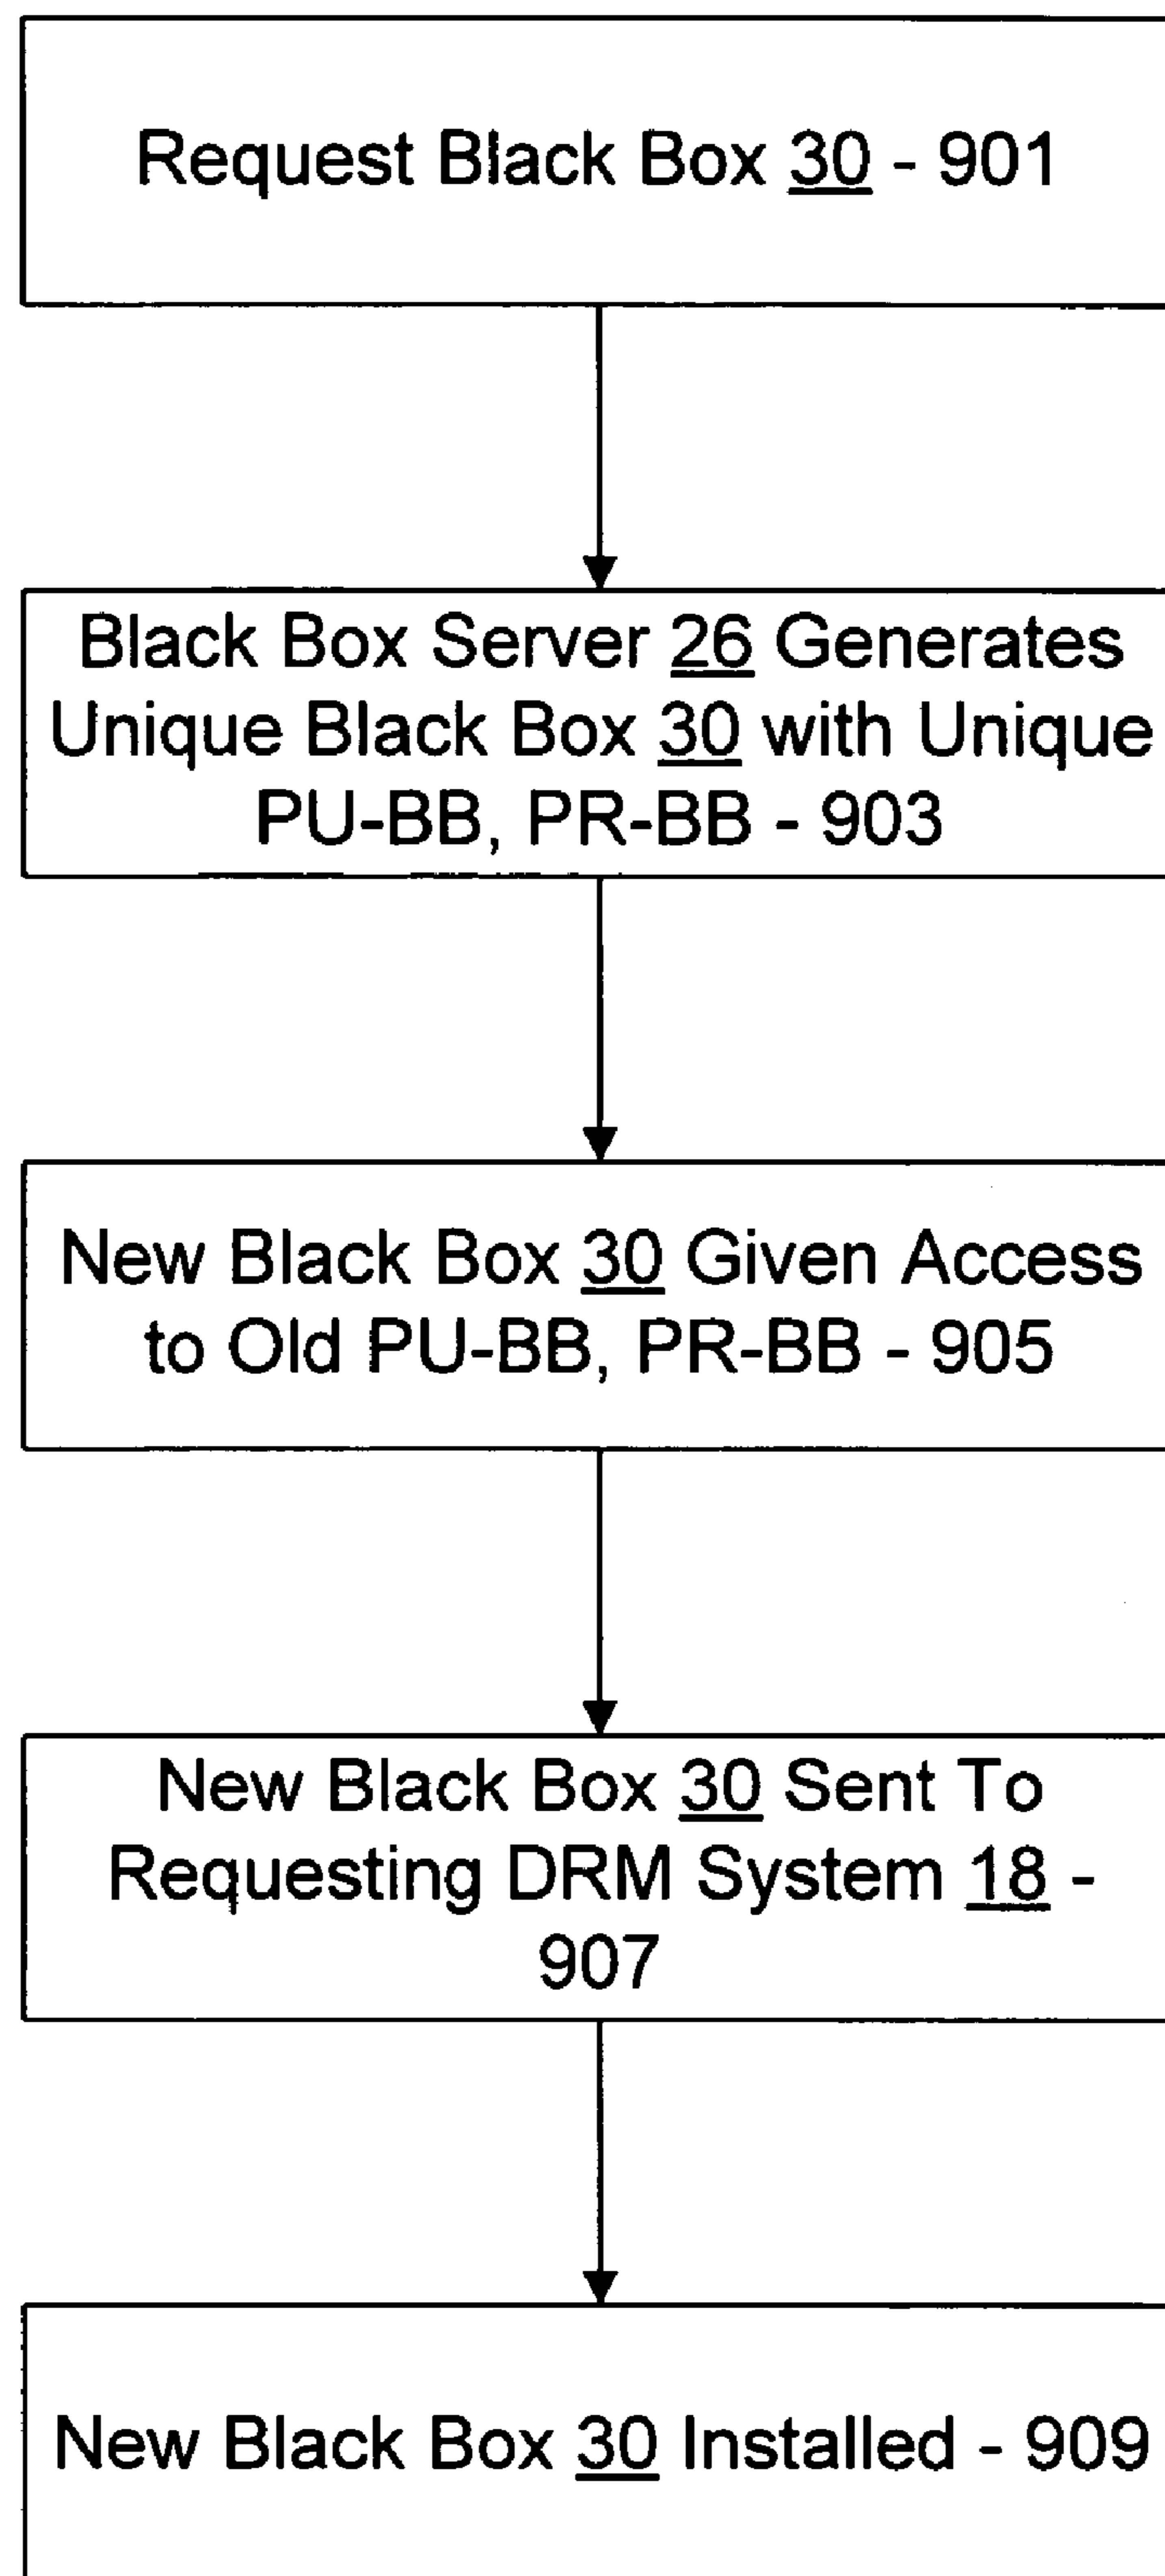 Request Black Box 30 - 901
Black Box Server 26 Generates
Unique Black Box 30 with Unique
PU-BB, PR-BB - 903
New Black Box 30 Given Access
to Old PU-BB, PR-BB - 905
New Black Box 30 Sent To
Requesting DRM System 18 -
907
New Black Box 30 Installed - 909